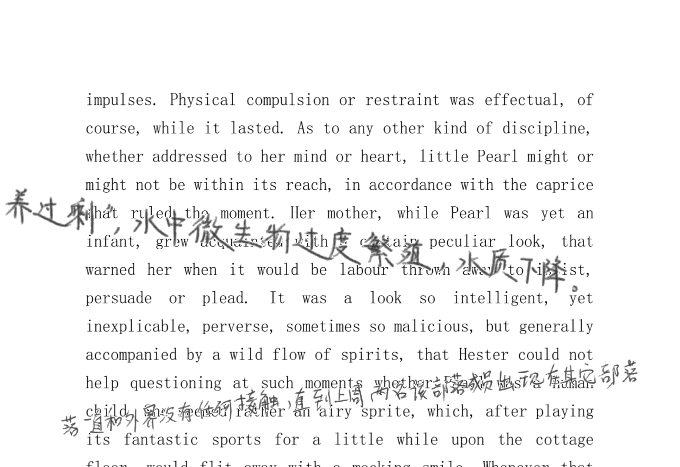 impulses. Physical compulsion or restraint was effectual, of
course, while it lasted. As to any other kind of discipline,
whether addressed to her mind or heart, little Pearl might or
might not be within its reach, in accordance with the caprice
that ruled the moment. Her mother, while Pearl was yet an
养过剩”，水中微生物过度繁殖，水质下降。
infant, grew acquainted with a certain peculiar look, that
warned her when it would be labour thrown away to insist,
persuade or plead. It was a look so intelligent, yet
inexplicable, perverse, sometimes so malicious, but generally
accompanied by a wild flow of spirits, that Hester could not
help questioning at such moments whether Pearl was a human
落一直和外界没有任何接触，直到上周两名该部落成员出现在其它部落
child. She seemed rather an airy sprite, which, after playing
its fantastic sports for a little while upon the cottage
floor, would flit away with a mocking smile. Whenever that